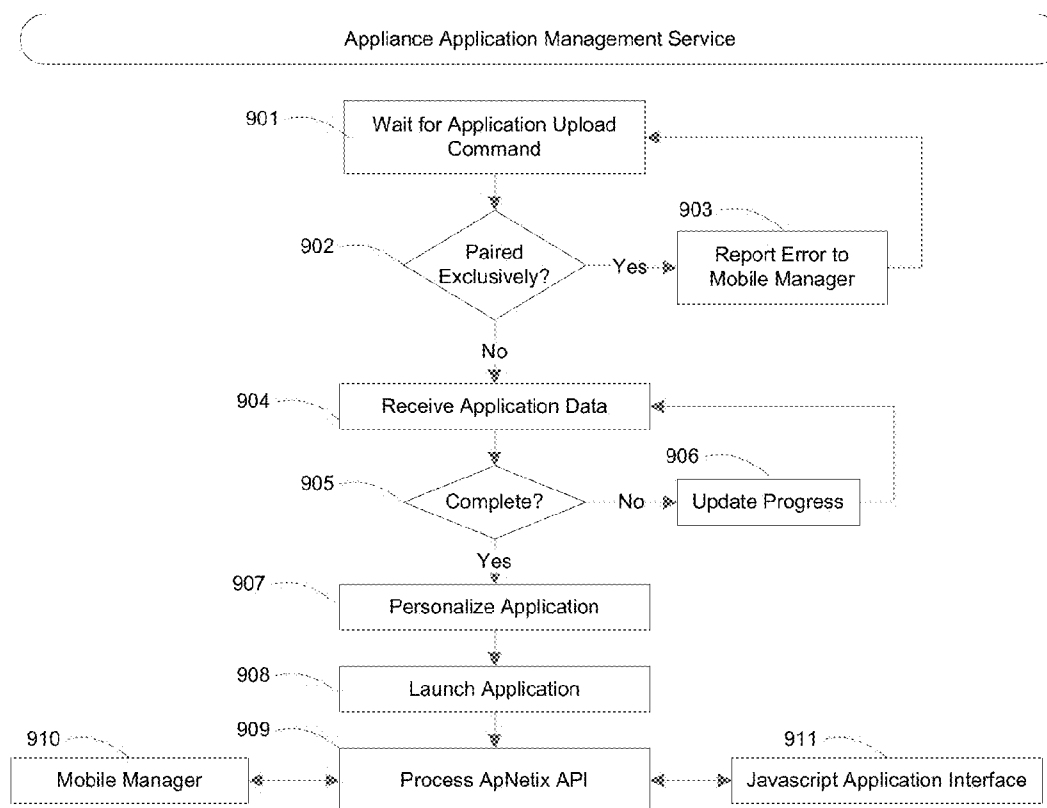 Appliance Application Management Service
901
Wait for Application Upload
Command
902
Paired
Exclusively?
Yes
903
Report Error to
Mobile Manager
No
904
Receive Application Data
905
Complete?
No
906
Update Progress
Yes
907
Personalize Application
908
Launch Application
909
Process ApNetix API
910
Mobile Manager
911
Javascript Application Interface